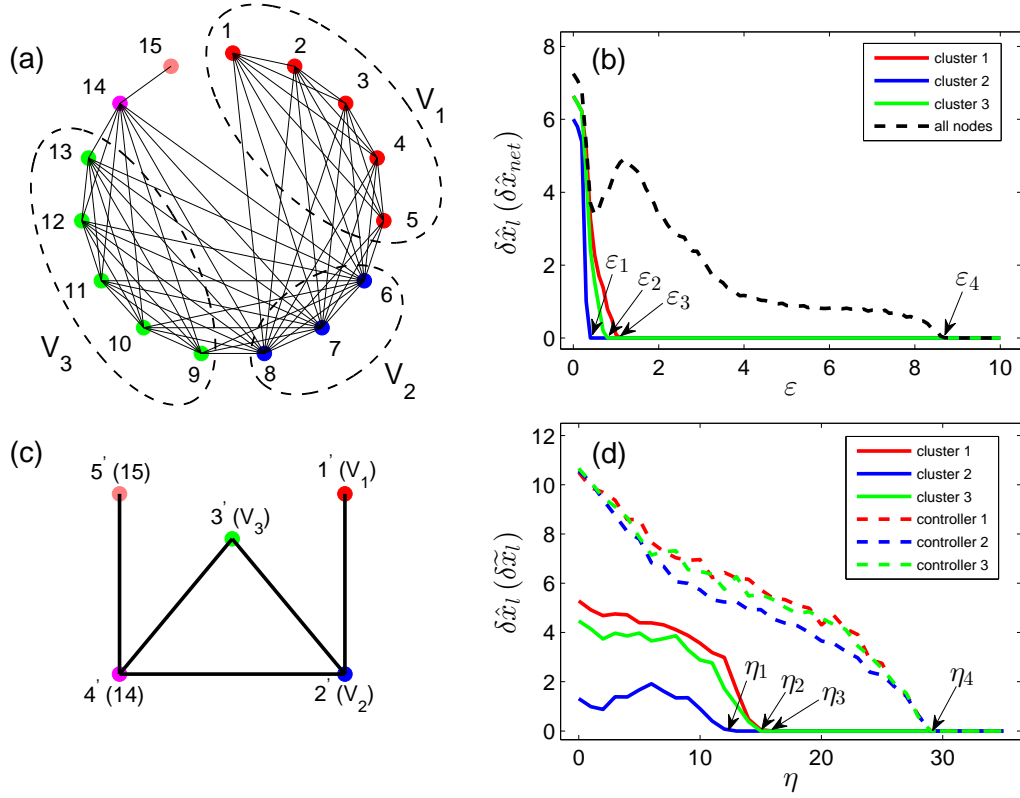 (a)
15
1
2
3
14
V1
4
13
5
12
6
11
7
10
V3
9
8
V2
(b)
cluster 1
cluster 2
cluster 3
all nodes
8
6
4
2
0
δx̂_l (δx̂_net)
ε1
ε2
ε3
ε4
0 2 4 6 8 10
ε
(c)
5' (15)
1' (V1)
3' (V3)
4' (14)
2' (V2)
(d)
cluster 1
cluster 2
cluster 3
controller 1
controller 2
controller 3
12
10
8
6
4
2
0
δx̂_l (δx̃_l)
η1
η2
η3
η4
0 10 20 30
η